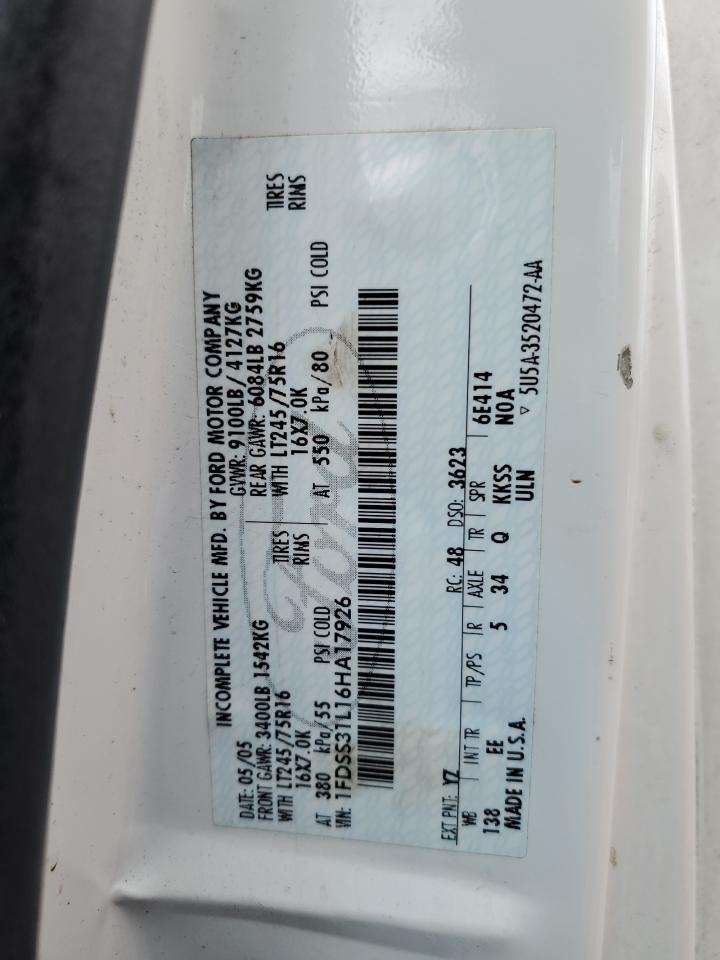 INCOMPLETE VEHICLE MFD. BY FORD MOTOR COMPANY
DATE: 05/05 GVWR: 9100LB / 4127KG
FRONT GAWR: 3400LB 1542KG REAR GAWR: 6084LB 2759KG
WITH LT245/75R16 TIRES WITH LT245/75R16 TIRES
16X7.0K RIMS 16X7.0K RIMS
AT 380 kPa/55 PSI COLD AT 550 kPa/80 PSI COLD
VIN: 1FDSS31L16HA17926
Ford
EXT PNT: YZ RC: 48 DSO: 3623
WB INT TR TP/PS R AXLE TR SPR 6E414
138 EE 5 34 Q KKSS NOA
MADE IN U.S.A. ULN
▽ 5U5A-3520472-AA